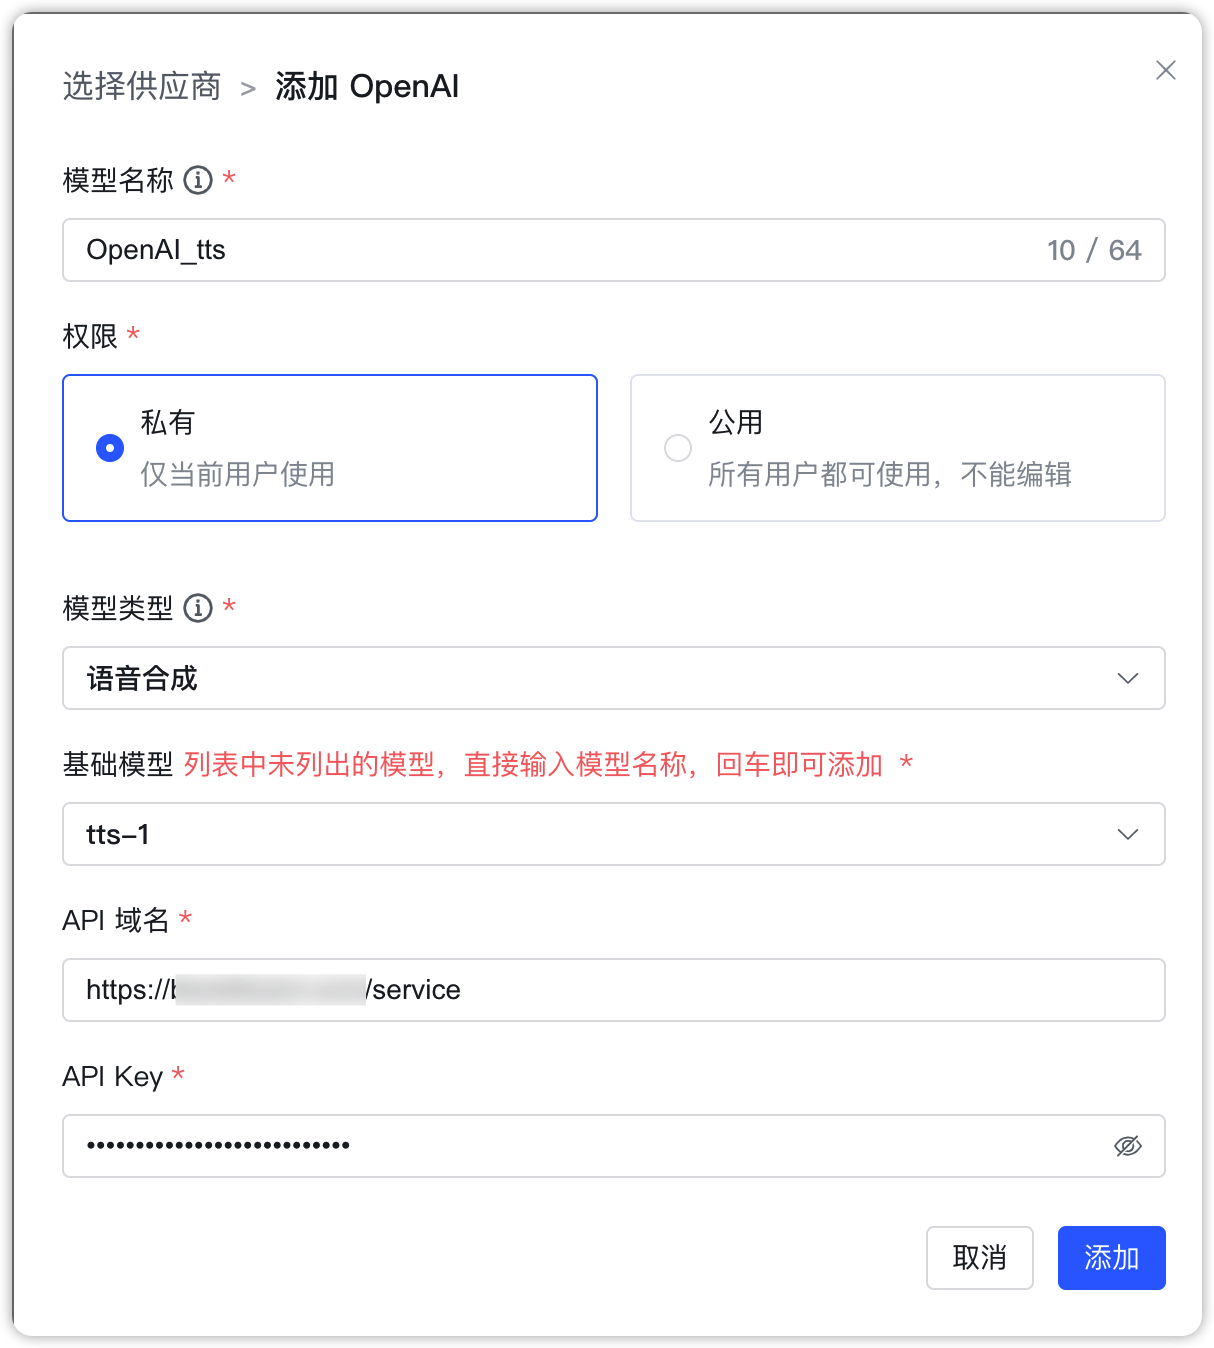 选择供应商 > 添加 OpenAI
模型名称 *
OpenAI_tts 10 / 64
权限 *
私有
仅当前用户使用
公用
所有用户都可使用，不能编辑
模型类型 *
语音合成
基础模型 列表中未列出的模型，直接输入模型名称，回车即可添加 *
tts-1
API 域名 *
https:// /service
API Key *
••••••••••••••••••••••••••••
取消 添加